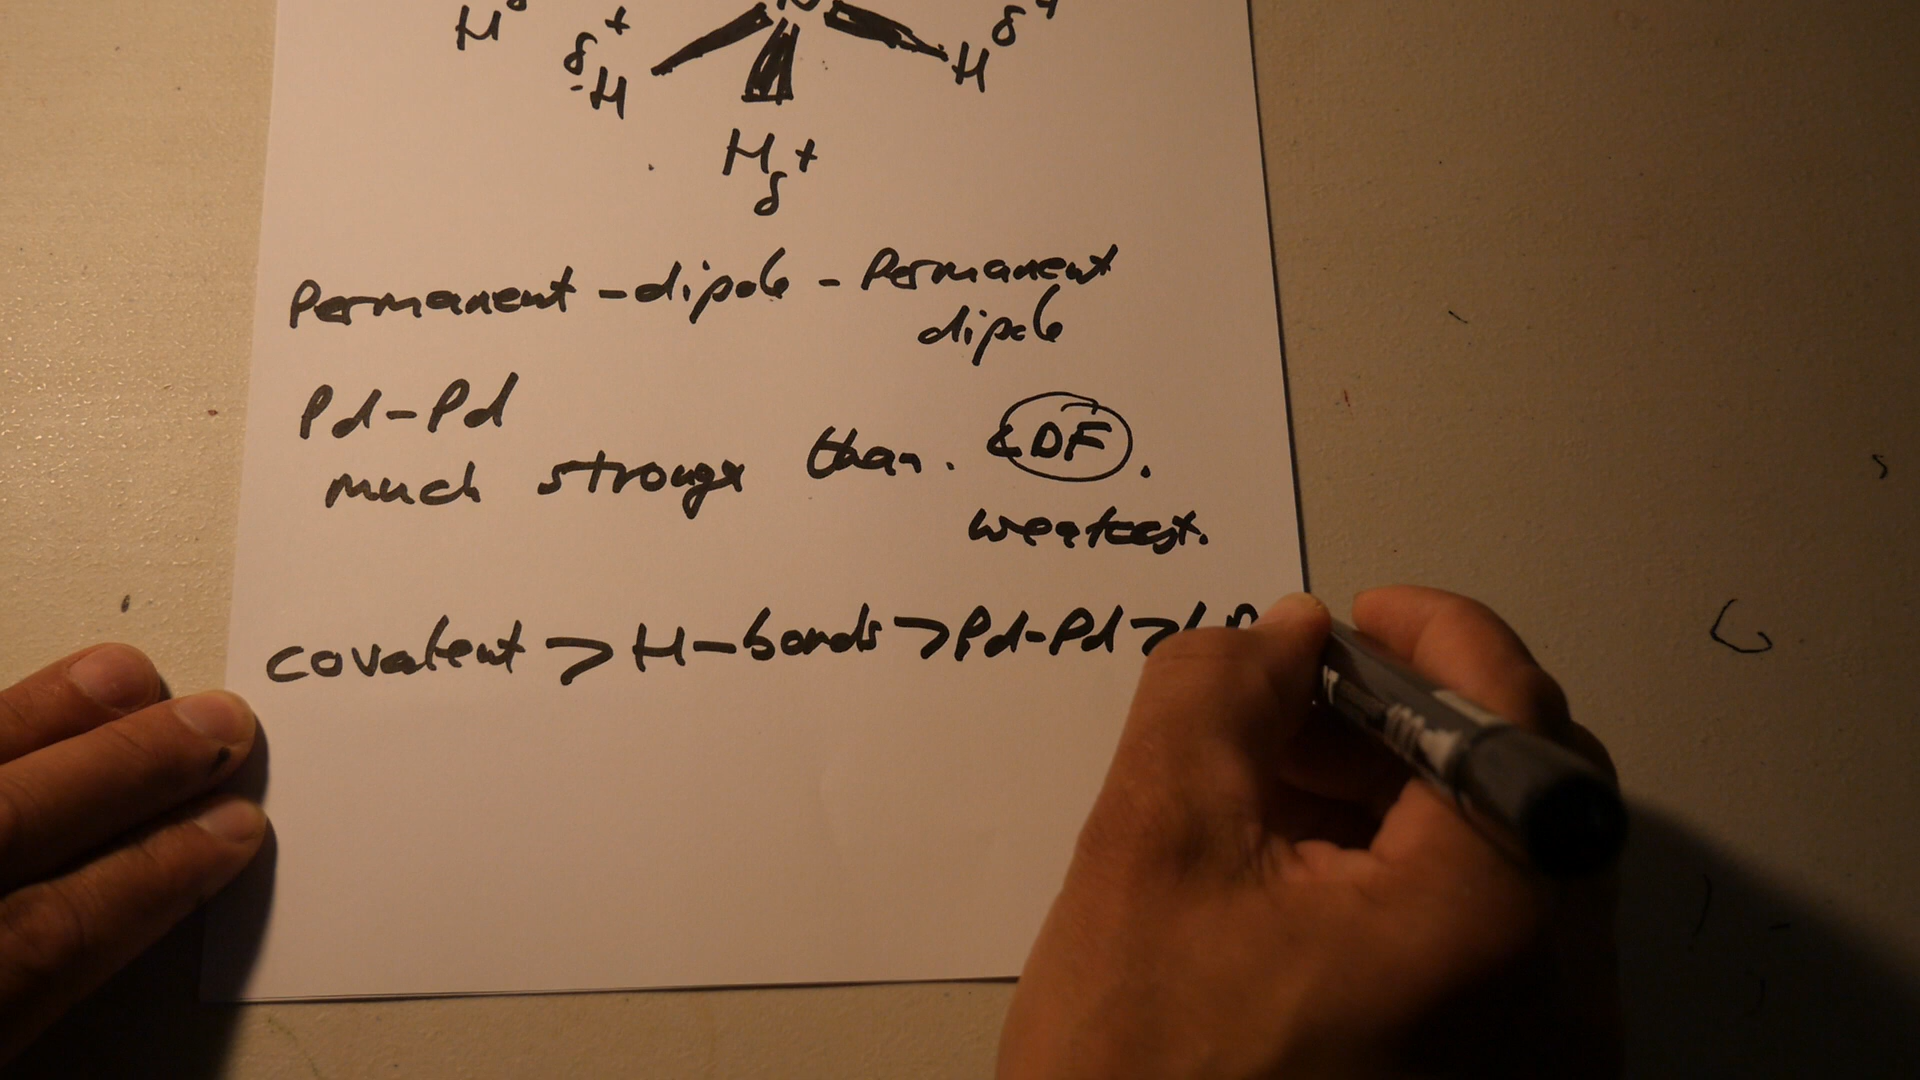 H δ
δ + H
H δ +
H +
δ
Permanent-dipole-Permanent
dipole
Pd-Pd
much stronger than. LDF.
weakest.
covalent > H-bonds > Pd-Pd >